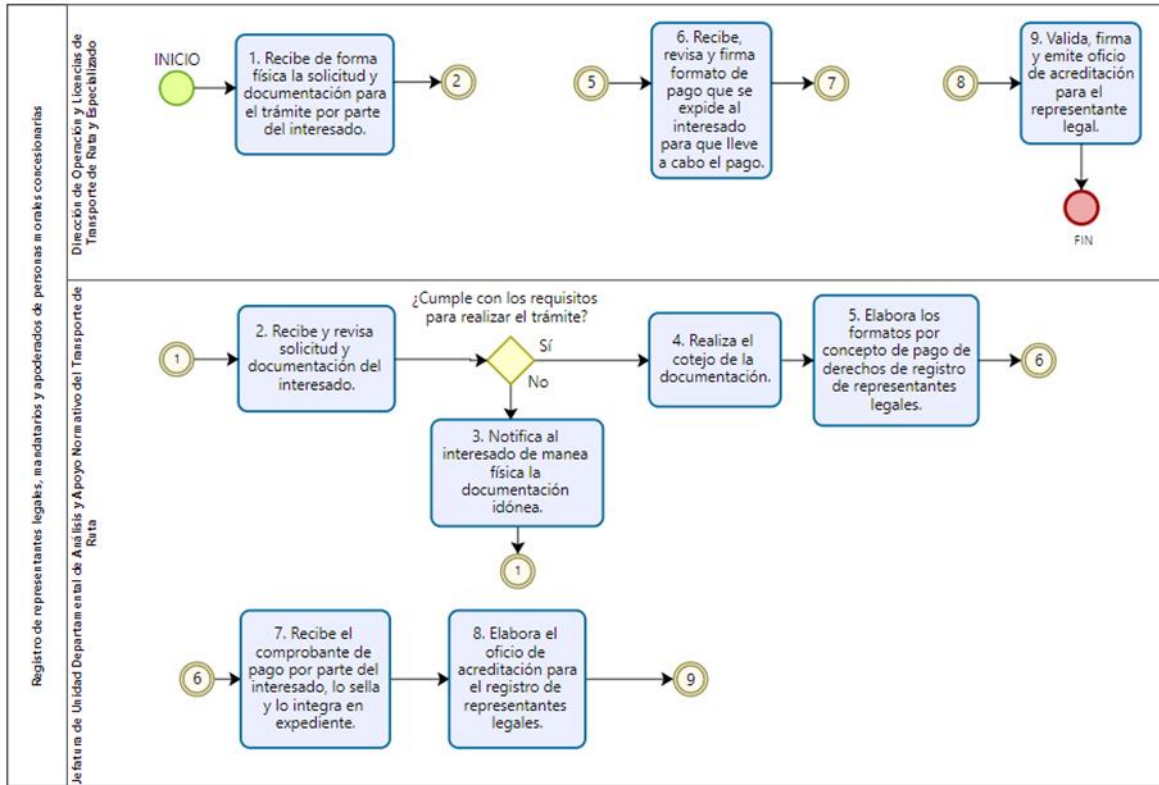 Registro de representantes legales, mandatarios y apoderados de personas morales concesionarias
Dirección de Operación y Licencias de
Transporte de Ruta y Especializado
INICIO
1. Recibe de forma
física la solicitud y
documentación para
el trámite por parte
del interesado.
2
5
6. Recibe,
revisa y firma
formato de
pago que se
expide al
interesado
para que lleve
a cabo el pago.
7
8
9. Valida, firma
y emite oficio
de acreditación
para el
representante
legal.
FIN
Jefatura de Unidad Departamental de Análisis y Apoyo Normativo del Transporte de
Ruta
1
2. Recibe y revisa
solicitud y
documentación del
interesado.
¿Cumple con los requisitos
para realizar el trámite?
Sí
No
3. Notifica al
interesado de manea
física la
documentación
idónea.
1
4. Realiza el
cotejo de la
documentación.
5. Elabora los
formatos por
concepto de pago de
derechos de registro
de representantes
legales.
6
6
7. Recibe el
comprobante de
pago por parte del
interesado, lo sella
y lo integra en
expediente.
8. Elabora el
oficio de
acreditación para
el registro de
representantes
legales.
9